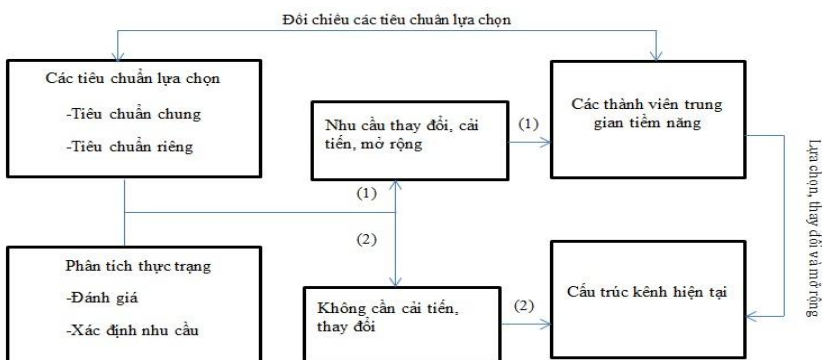 Đối chiếu các tiêu chuẩn lựa chọn
Các tiêu chuẩn lựa chọn
-Tiêu chuẩn chung
-Tiêu chuẩn riêng
Nhu cầu thay đổi, cải
tiến, mở rộng
(1)
Các thành viên trung
gian tiềm năng
Lựa chọn, thay đổi và mở rộng
(1)
(2)
Phân tích thực trạng
-Đánh giá
-Xác định nhu cầu
Không cần cải tiến,
thay đổi
(2)
Cấu trúc kênh hiện tại